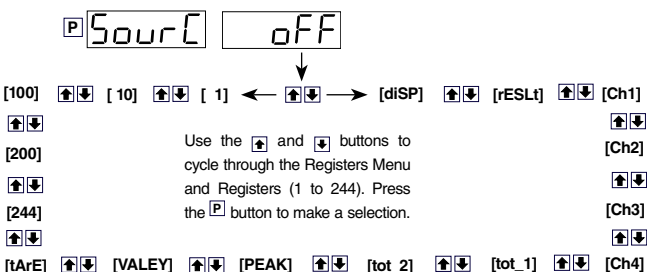 P SourC oFF
[100] [ 10] [ 1] [diSP] [rESLt] [Ch1]
[200]
Use the and buttons to
cycle through the Registers Menu
and Registers (1 to 244). Press
the P button to make a selection.
[Ch2]
[244]
[Ch3]
[tArE] [VALEY] [PEAK] [tot_2] [tot_1] [Ch4]